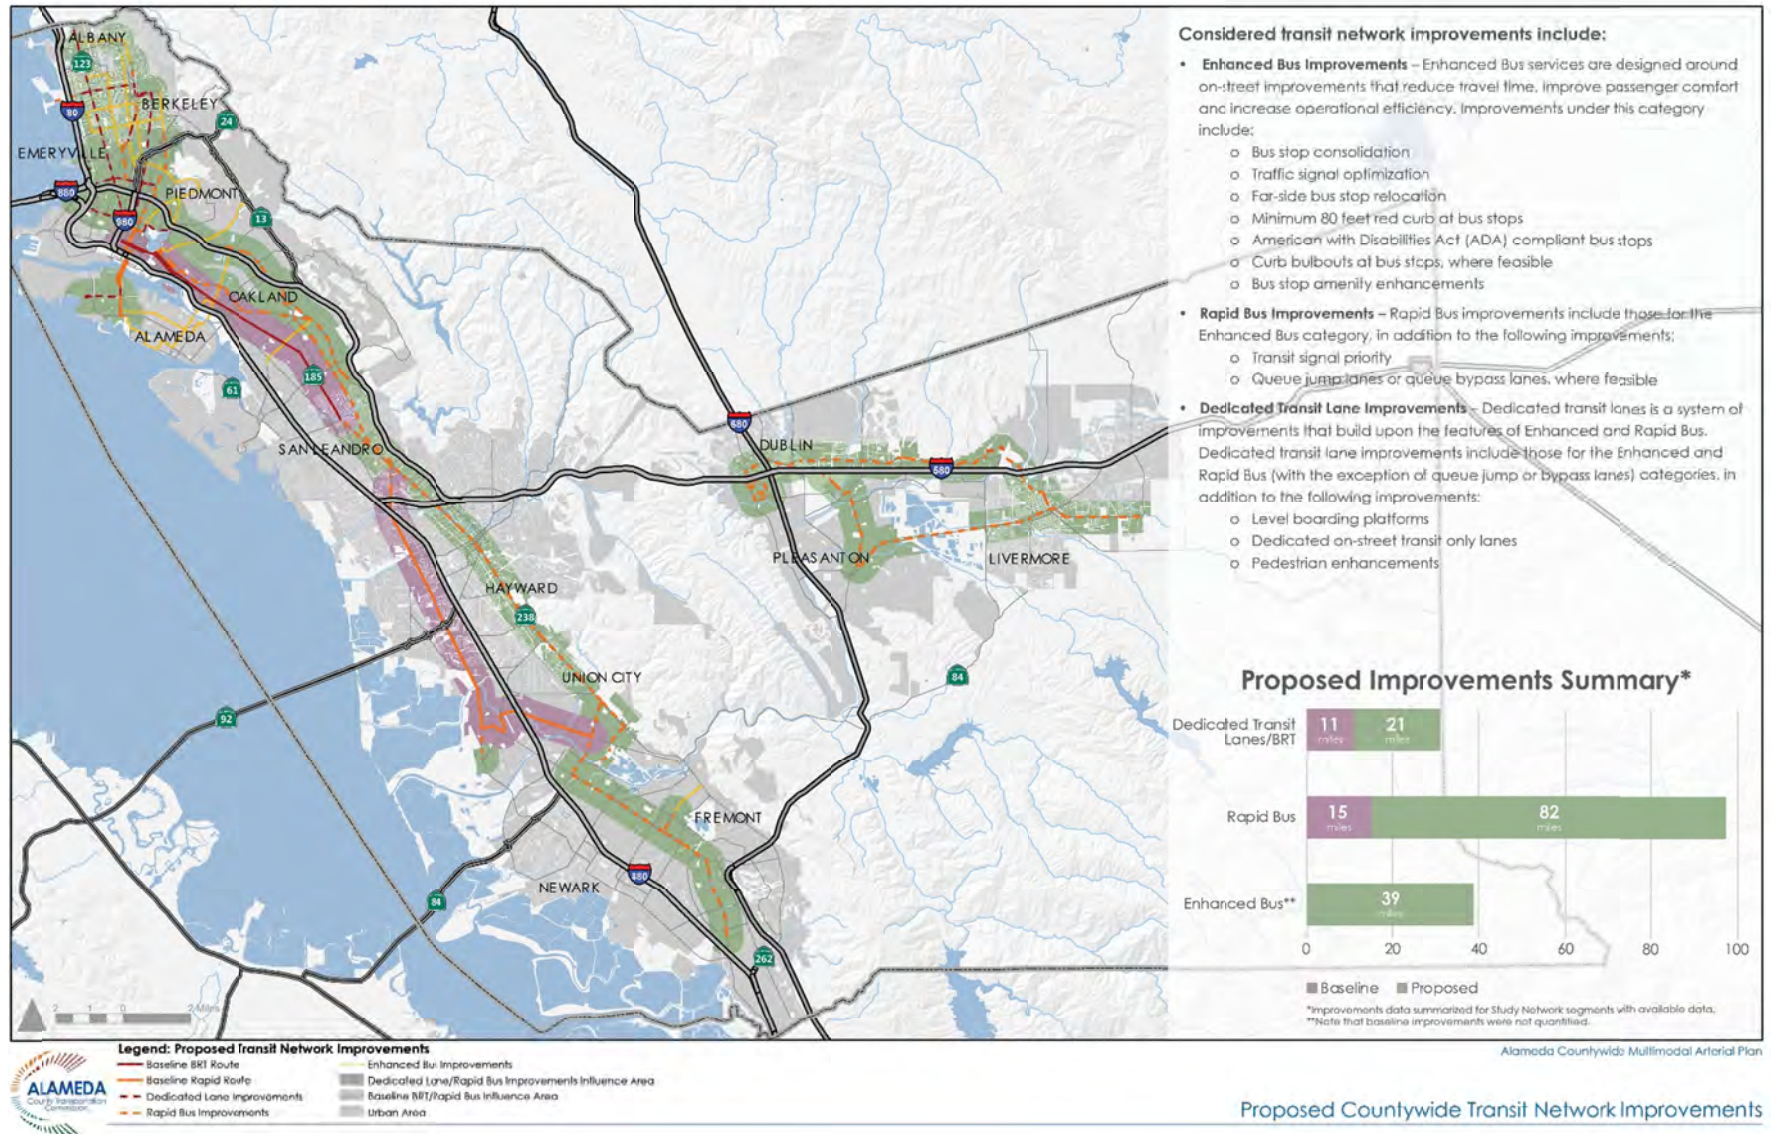 ALBANY
123
BERKELEY
80
24
EMERYVILLE
880
PIEDMONT
980
13
OAKLAND
ALAMEDA
185
61
SAN LEANDRO
680
DUBLIN
680
PLEASANTON
LIVERMORE
HAYWARD
238
UNION CITY
84
92
FREMONT
NEWARK
880
84
262
2 1 0 2 Miles
Considered transit network improvements include:
• Enhanced Bus Improvements – Enhanced Bus services are designed around
on-street improvements that reduce travel time, improve passenger comfort
and increase operational efficiency. Improvements under this category
include:
o Bus stop consolidation
o Traffic signal optimization
o Far-side bus stop relocation
o Minimum 80 feet red curb at bus stops
o American with Disabilities Act (ADA) compliant bus stops
o Curb bulbouts at bus stops, where feasible
o Bus stop amenity enhancements
• Rapid Bus Improvements – Rapid Bus improvements include those for the
Enhanced Bus category, in addition to the following improvements:
o Transit signal priority
o Queue jump lanes or queue bypass lanes, where feasible
• Dedicated Transit Lane Improvements – Dedicated transit lanes is a system of
improvements that build upon the features of Enhanced and Rapid Bus.
Dedicated transit lane improvements include those for the Enhanced and
Rapid Bus (with the exception of queue jump or bypass lanes) categories, in
addition to the following improvements:
o Level boarding platforms
o Dedicated on-street transit only lanes
o Pedestrian enhancements
Proposed Improvements Summary*
Dedicated Transit
Lanes/BRT
11
miles
21
miles
Rapid Bus
15
miles
82
miles
Enhanced Bus**
39
miles
0 20 40 60 80 100
Baseline Proposed
*Improvements data summarized for Study Network segments with available data.
**Note that baseline improvements were not quantified.
Legend: Proposed Transit Network Improvements
Baseline BRT Route
Baseline Rapid Route
Dedicated Lane Improvements
Rapid Bus Improvements
Enhanced Bus Improvements
Dedicated Lane/Rapid Bus Improvements Influence Area
Baseline BRT/Rapid Bus Influence Area
Urban Area
ALAMEDA
County Transportation
Commission
Alameda Countywide Multimodal Arterial Plan
Proposed Countywide Transit Network Improvements